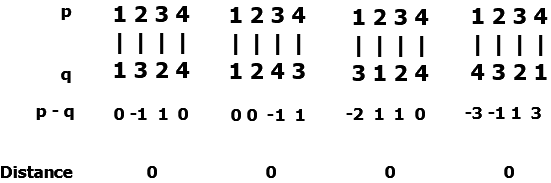 p 1 2 3 4 1 2 3 4 1 2 3 4 1 2 3 4
| | | | | | | | | | | | | | | |
q 1 3 2 4 1 2 4 3 3 1 2 4 4 3 2 1
p - q 0 -1 1 0 0 0 -1 1 -2 1 1 0 -3 -1 1 3
Distance 0 0 0 0